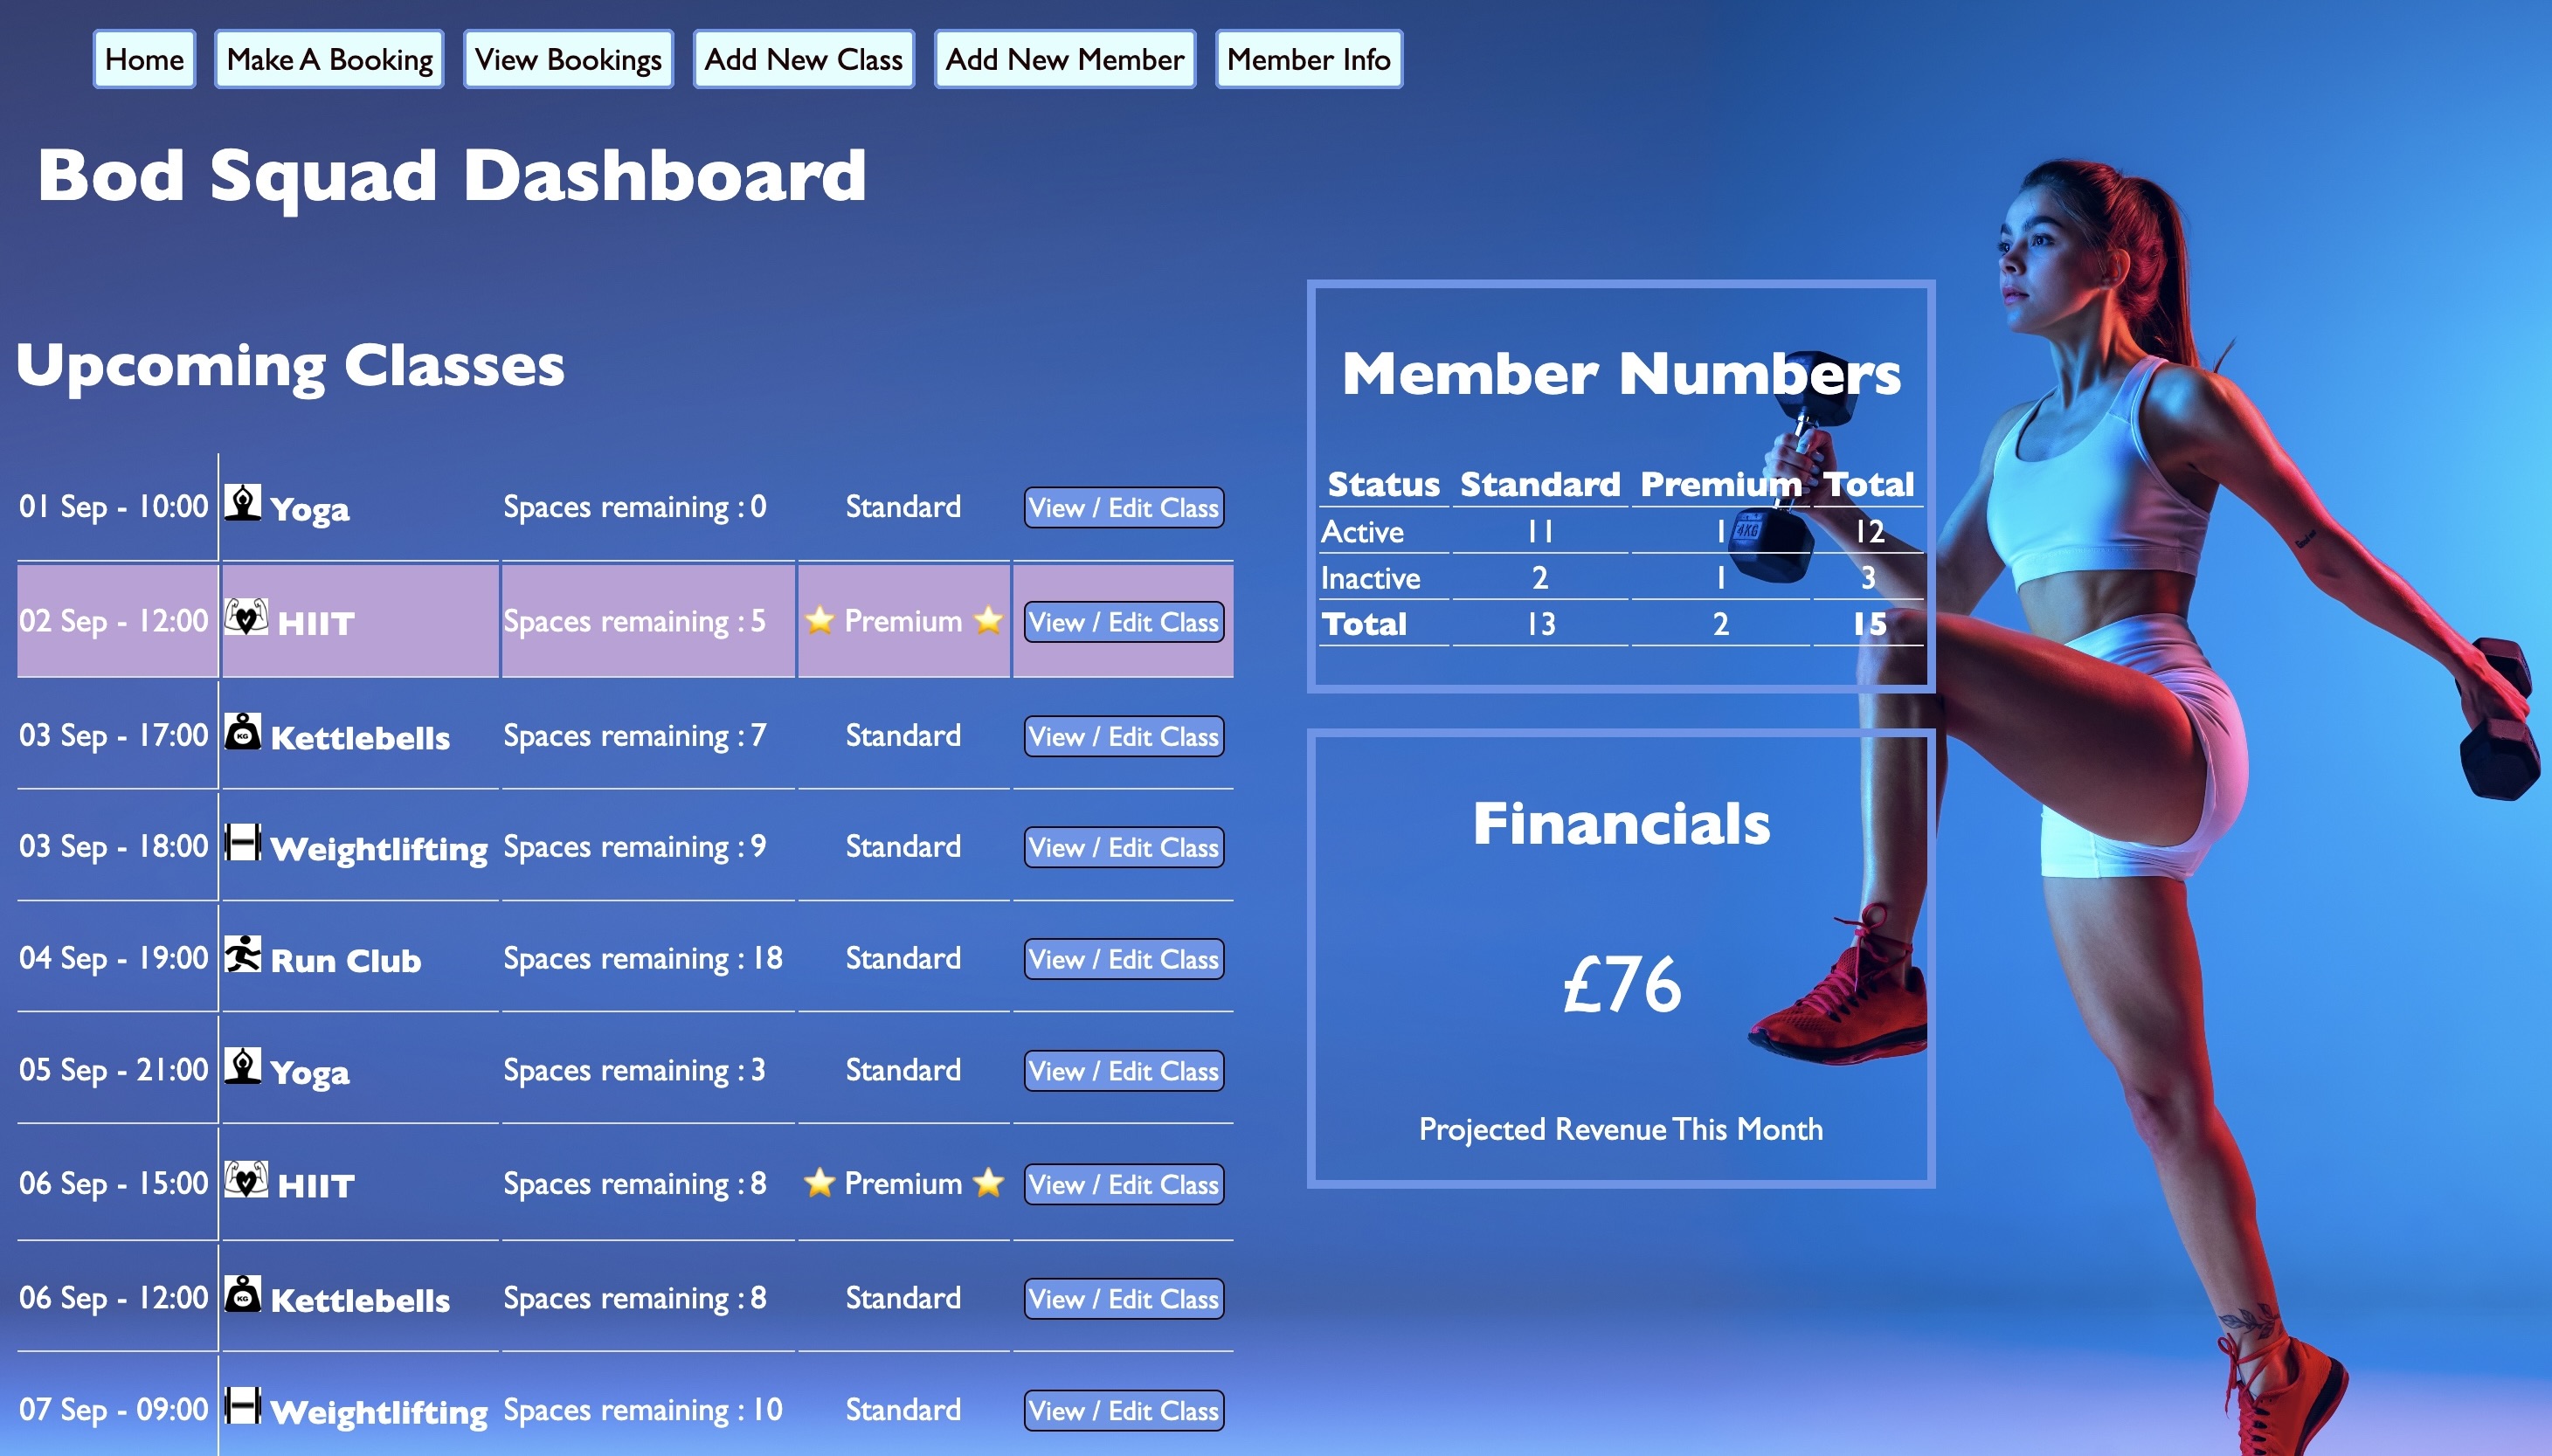 Home Make A Booking View Bookings Add New Class Add New Member Member Info
Bod Squad Dashboard
Upcoming Classes
01 Sep - 10:00 Yoga Spaces remaining : 0 Standard View / Edit Class
02 Sep - 12:00 HIIT Spaces remaining : 5 ⭐ Premium ⭐ View / Edit Class
03 Sep - 17:00 KG Kettlebells Spaces remaining : 7 Standard View / Edit Class
03 Sep - 18:00 Weightlifting Spaces remaining : 9 Standard View / Edit Class
04 Sep - 19:00 Run Club Spaces remaining : 18 Standard View / Edit Class
05 Sep - 21:00 Yoga Spaces remaining : 3 Standard View / Edit Class
06 Sep - 15:00 HIIT Spaces remaining : 8 ⭐ Premium ⭐ View / Edit Class
06 Sep - 12:00 KG Kettlebells Spaces remaining : 8 Standard View / Edit Class
07 Sep - 09:00 Weightlifting Spaces remaining : 10 Standard View / Edit Class
Member Numbers
Status Standard Premium Total
Active 11 1 12
Inactive 2 1 3
Total 13 2 15
4KG
Financials
£76
Projected Revenue This Month